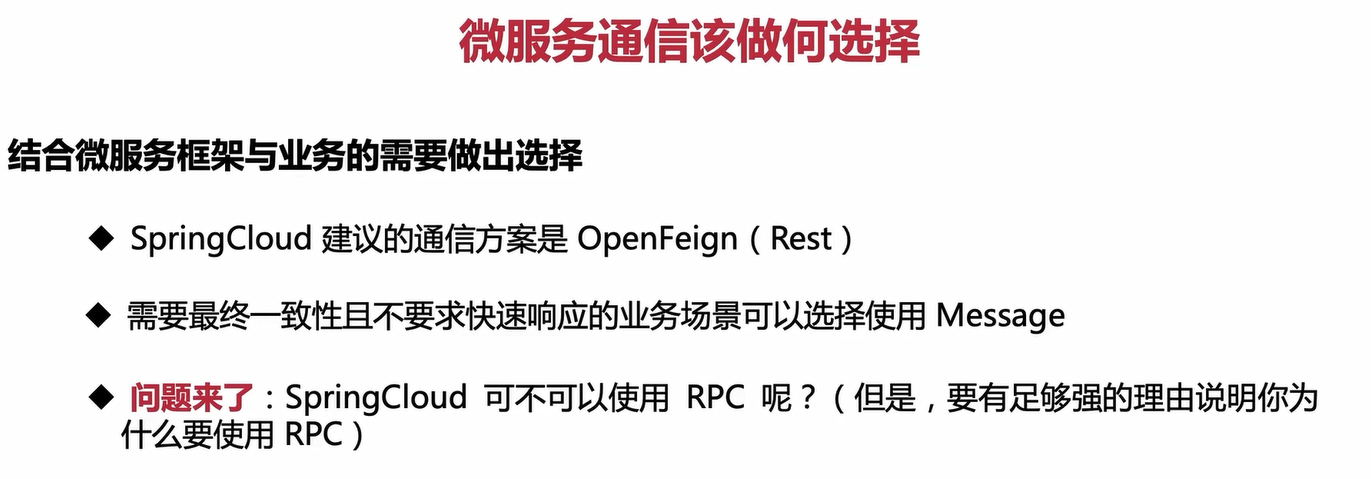 微服务通信该做何选择
结合微服务框架与业务的需要做出选择
◆ SpringCloud 建议的通信方案是 OpenFeign（Rest）
◆ 需要最终一致性且不要求快速响应的业务场景可以选择使用 Message
◆ 问题来了：SpringCloud 可不可以使用 RPC 呢？（但是，要有足够强的理由说明你为
什么要使用 RPC）